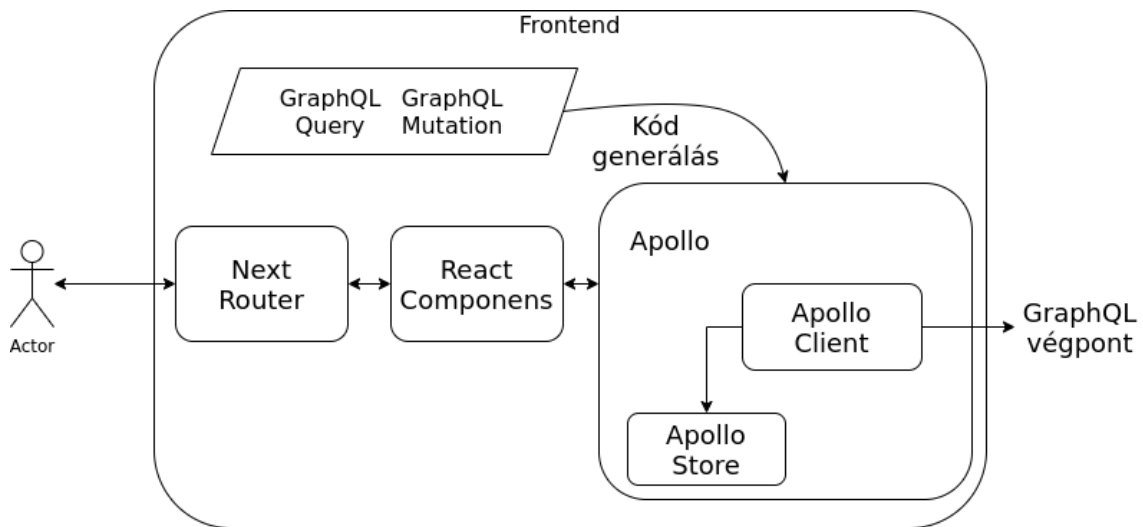 Frontend
GraphQL GraphQL
Query Mutation
Kód
generálás
Apollo
Next
Router
React
Componens
Apollo
Client
GraphQL
végpont
Actor
Apollo
Store